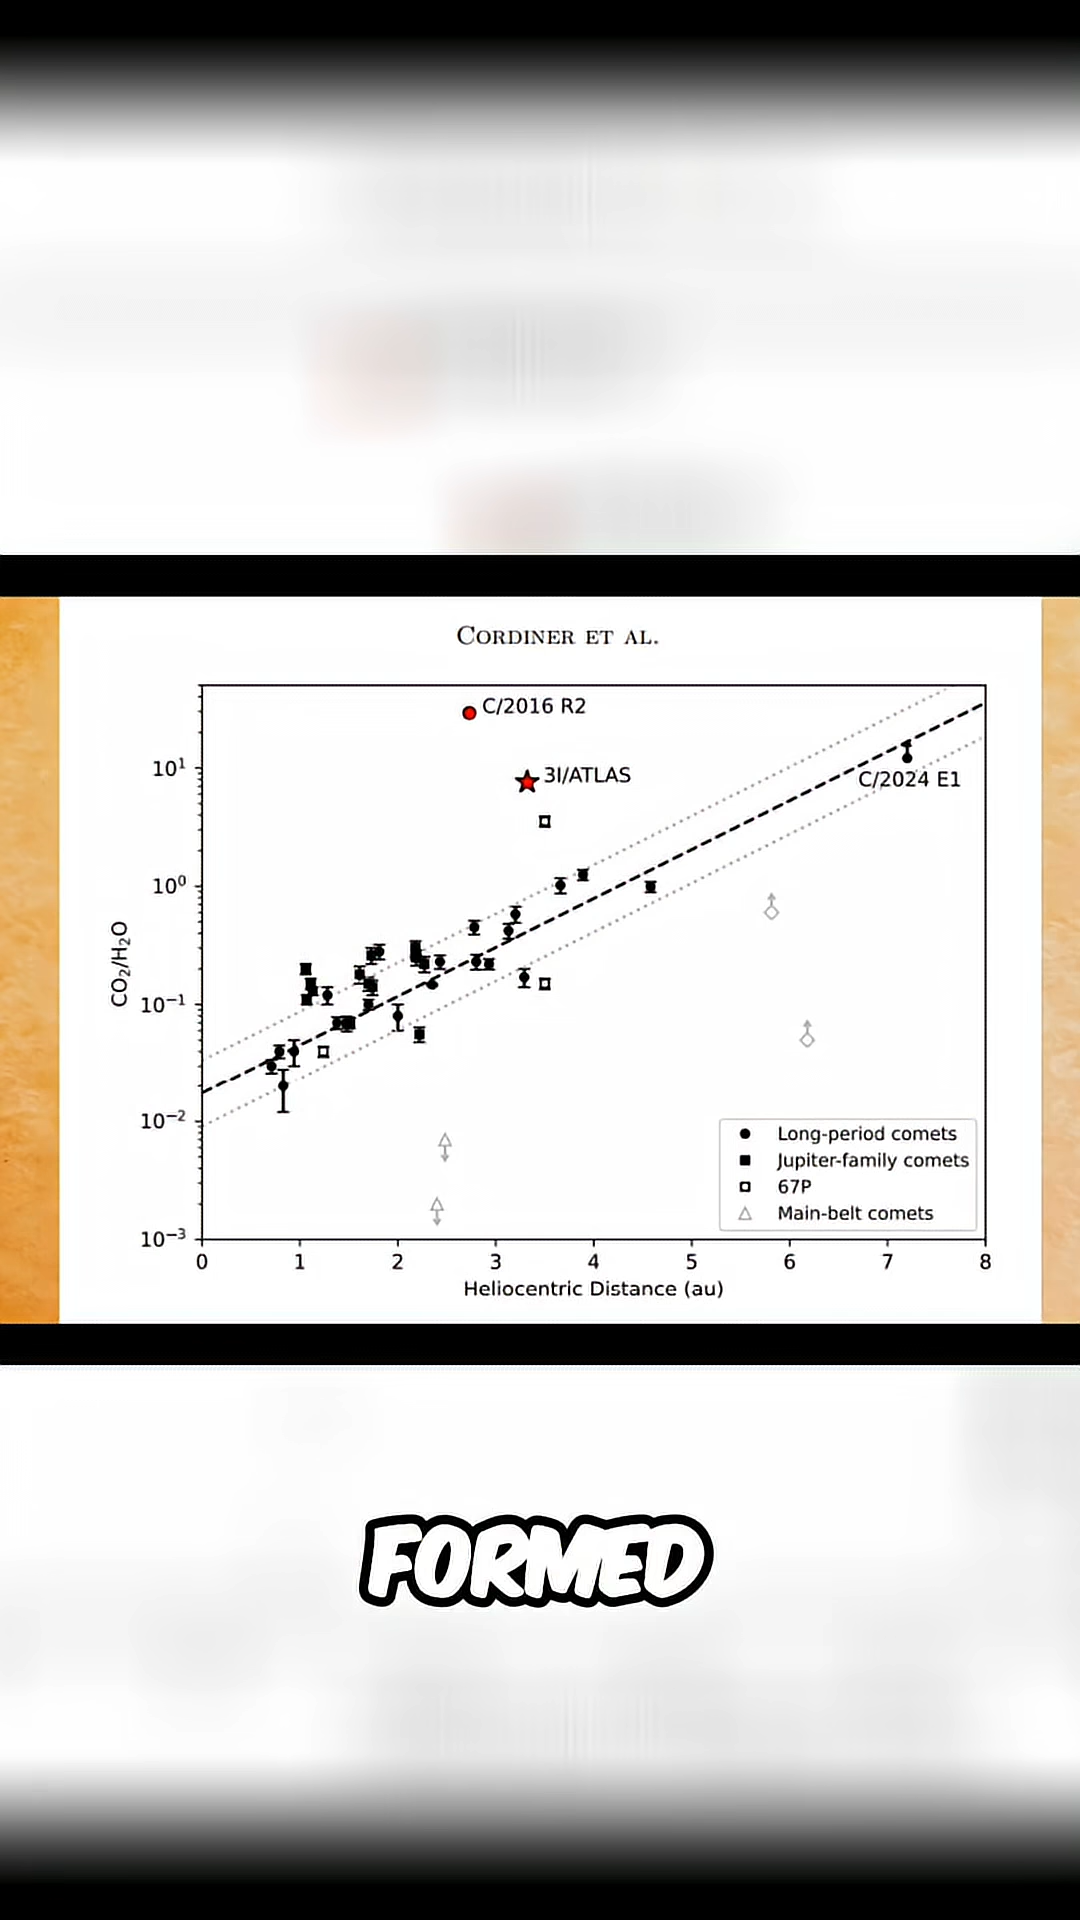 CORDINER ET AL.
C/2016 R2
10¹
3I/ATLAS
C/2024 E1
10⁰
CO₂/H₂O
10⁻¹
10⁻²
Long-period comets
Jupiter-family comets
67P
Main-belt comets
10⁻³
0 1 2 3 4 5 6 7 8
Heliocentric Distance (au)
FORMED